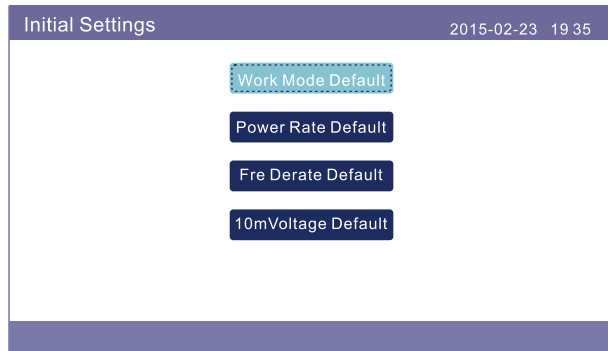 Initial Settings
2015-02-23 19 35
Work Mode Default
Power Rate Default
Fre Derate Default
10mVoltage Default